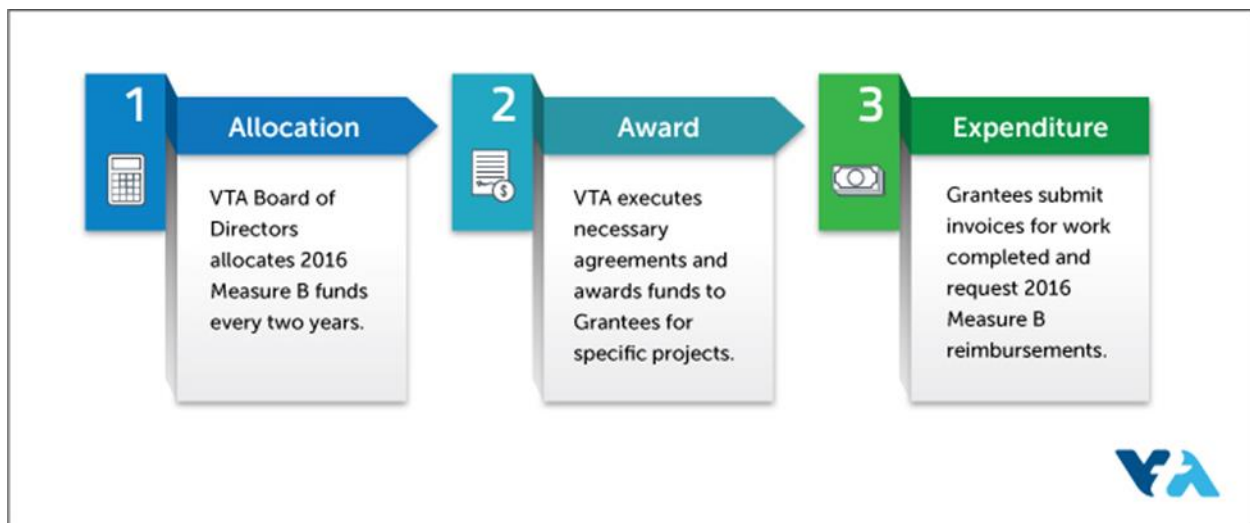 1
Allocation
VTA Board of
Directors
allocates 2016
Measure B funds
every two years.
2
Award
VTA executes
necessary
agreements and
awards funds to
Grantees for
specific projects.
3
Expenditure
Grantees submit
invoices for work
completed and
request 2016
Measure B
reimbursements.
VTA